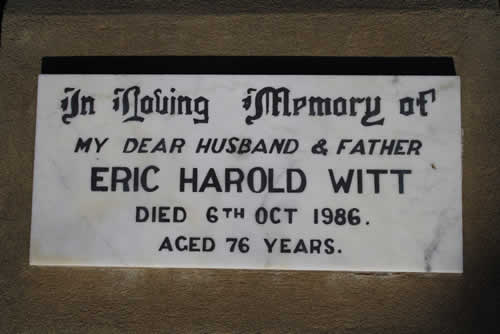 In Loving Memory of
MY DEAR HUSBAND & FATHER
ERIC HAROLD WITT
DIED 6TH OCT 1986.
AGED 76 YEARS.